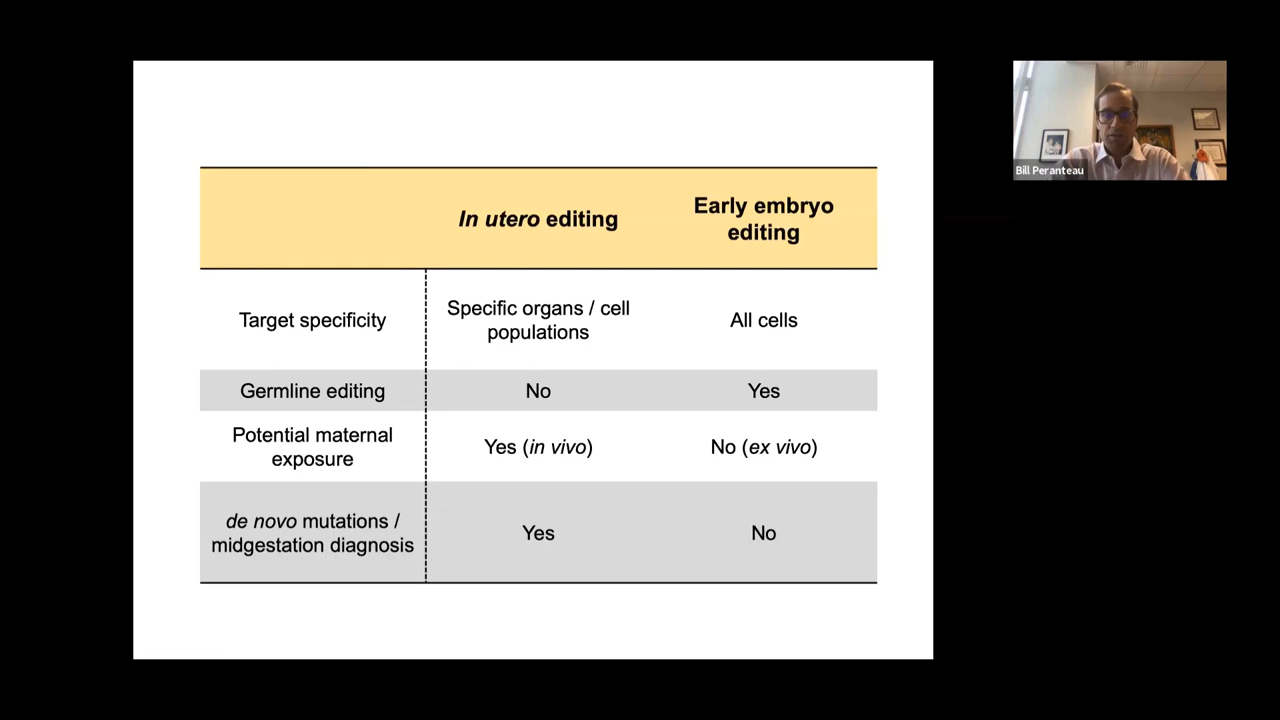 In utero editing
Early embryo
editing
Target specificity
Specific organs / cell
populations
All cells
Germline editing
No
Yes
Potential maternal
exposure
Yes (in vivo)
No (ex vivo)
de novo mutations /
midgestation diagnosis
Yes
No
Bill Peranteau